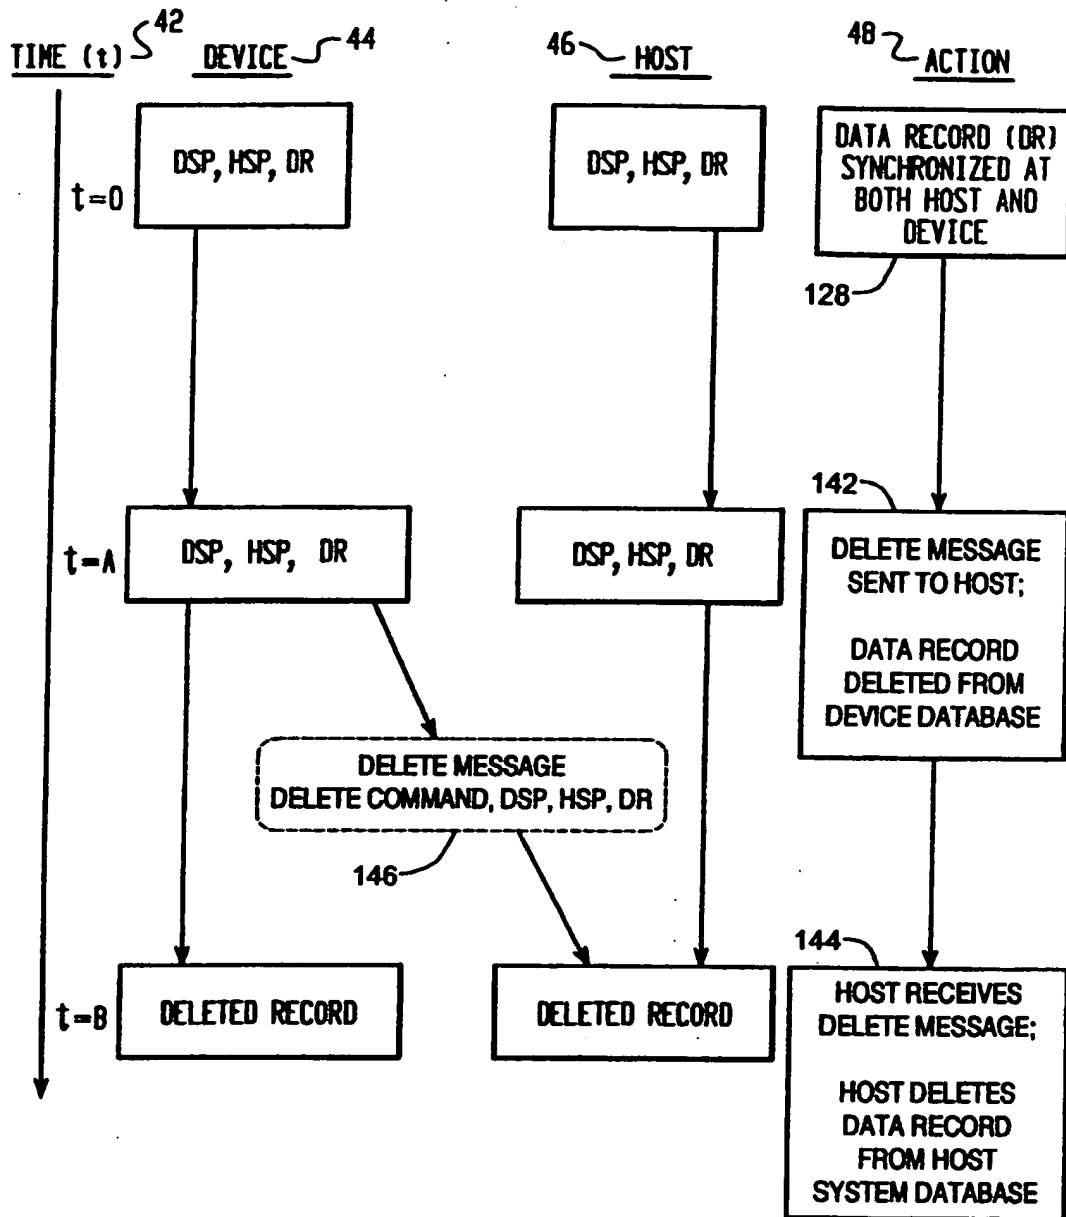 42 44 46 48
TIME (t) DEVICE HOST ACTION
t=0
DSP, HSP, DR
DSP, HSP, DR
DATA RECORD (DR)
SYNCHRONIZED AT
BOTH HOST AND
DEVICE
128
142
t=A
DSP, HSP, DR
DSP, HSP, DR
DELETE MESSAGE
SENT TO HOST;
DATA RECORD
DELETED FROM
DEVICE DATABASE
DELETE MESSAGE
DELETE COMMAND, DSP, HSP, DR
146
144
t=B
DELETED RECORD
DELETED RECORD
HOST RECEIVES
DELETE MESSAGE;
HOST DELETES
DATA RECORD
FROM HOST
SYSTEM DATABASE